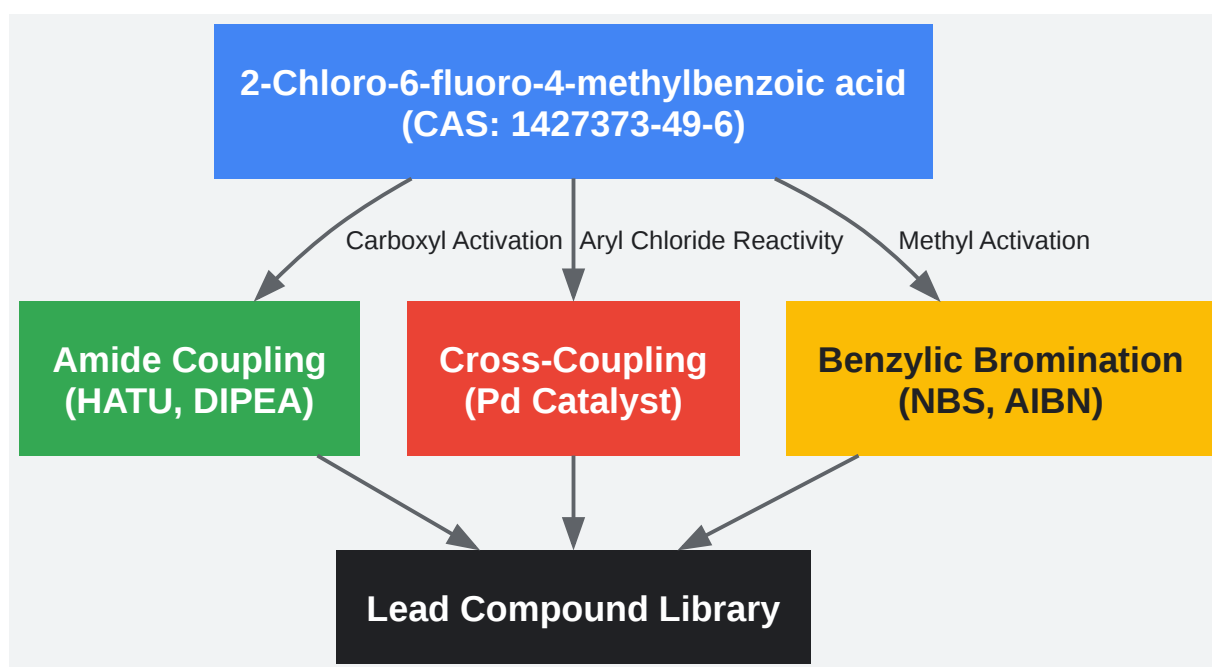 2-Chloro-6-fluoro-4-methylbenzoic acid
(CAS: 1427373-49-6)
Carboxyl Activation
Aryl Chloride Reactivity
Methyl Activation
Amide Coupling
(HATU, DIPEA)
Cross-Coupling
(Pd Catalyst)
Benzylic Bromination
(NBS, AIBN)
Lead Compound Library